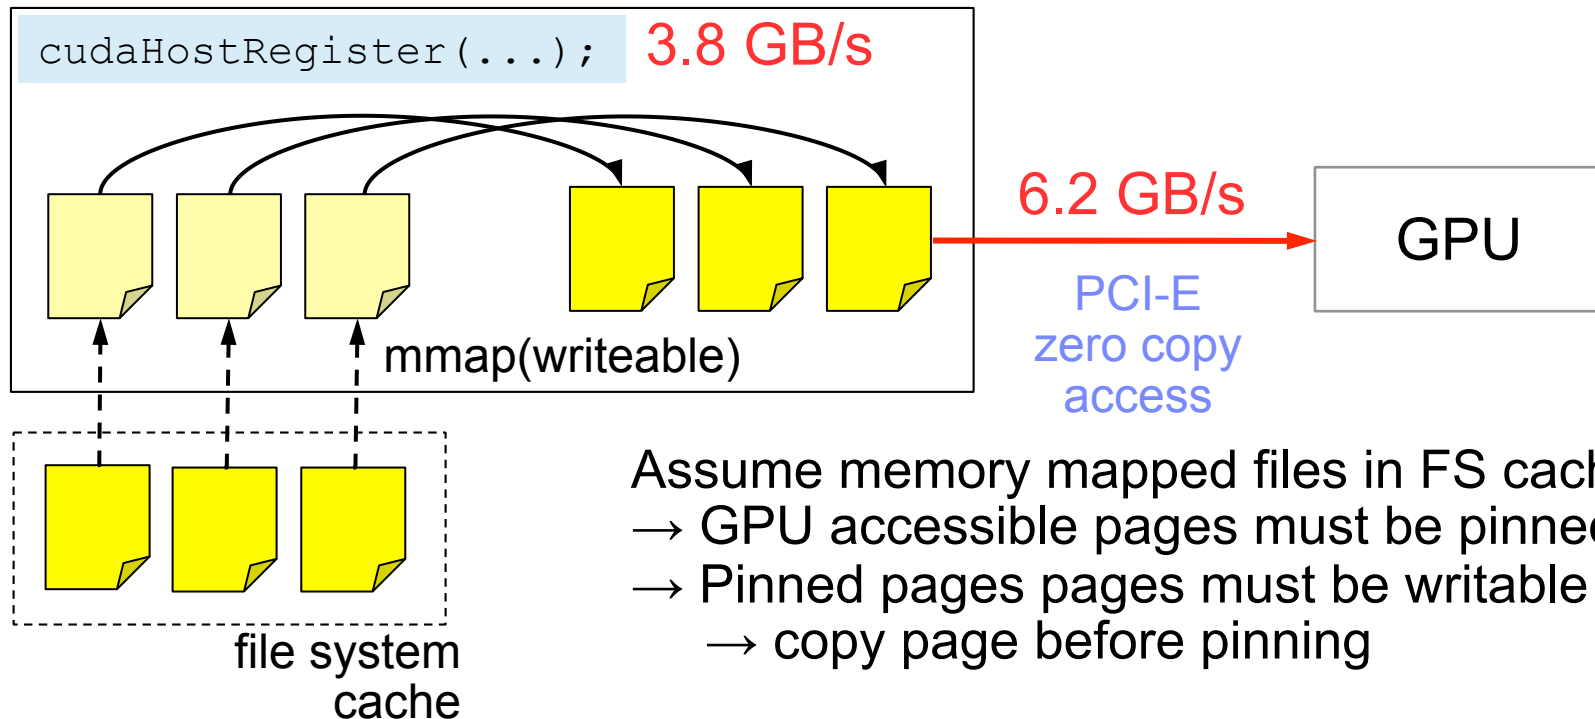 cudaHostRegister(...);
3.8 GB/s
6.2 GB/s
GPU
PCI-E
zero copy
access
mmap(writeable)
Assume memory mapped files in FS
→ GPU accessible pages must be
→ Pinned pages pages must be writable
→ copy page before pinning
file system
cache